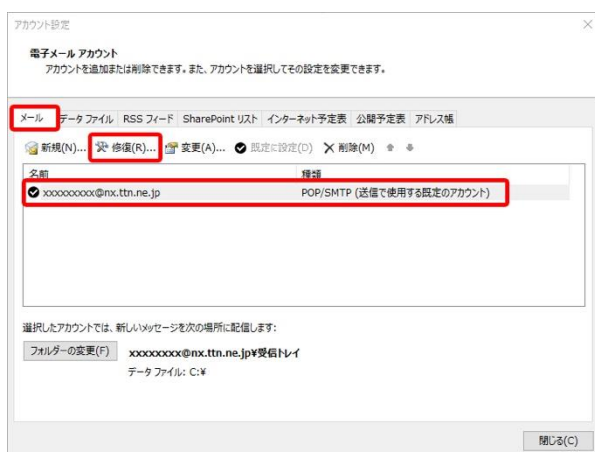 アカウント設定
電子メール アカウント
アカウントを追加または削除できます。また、アカウントを選択してその設定を変更できます。
メール データ ファイル RSS フィード SharePoint リスト インターネット予定表 公開予定表 アドレス帳
新規(N)... 修復(R)... 変更(A)... 既定に設定(D) 削除(M)
名前 種類
xxxxxxxxx@nx.ttn.ne.jp POP/SMTP (送信で使用する既定のアカウント)
選択したアカウントでは、新しいメッセージを次の場所に配信します:
フォルダーの変更(F) xxxxxxxx@nx.ttn.ne.jp¥受信トレイ
データ ファイル: C:¥
閉じる(C)